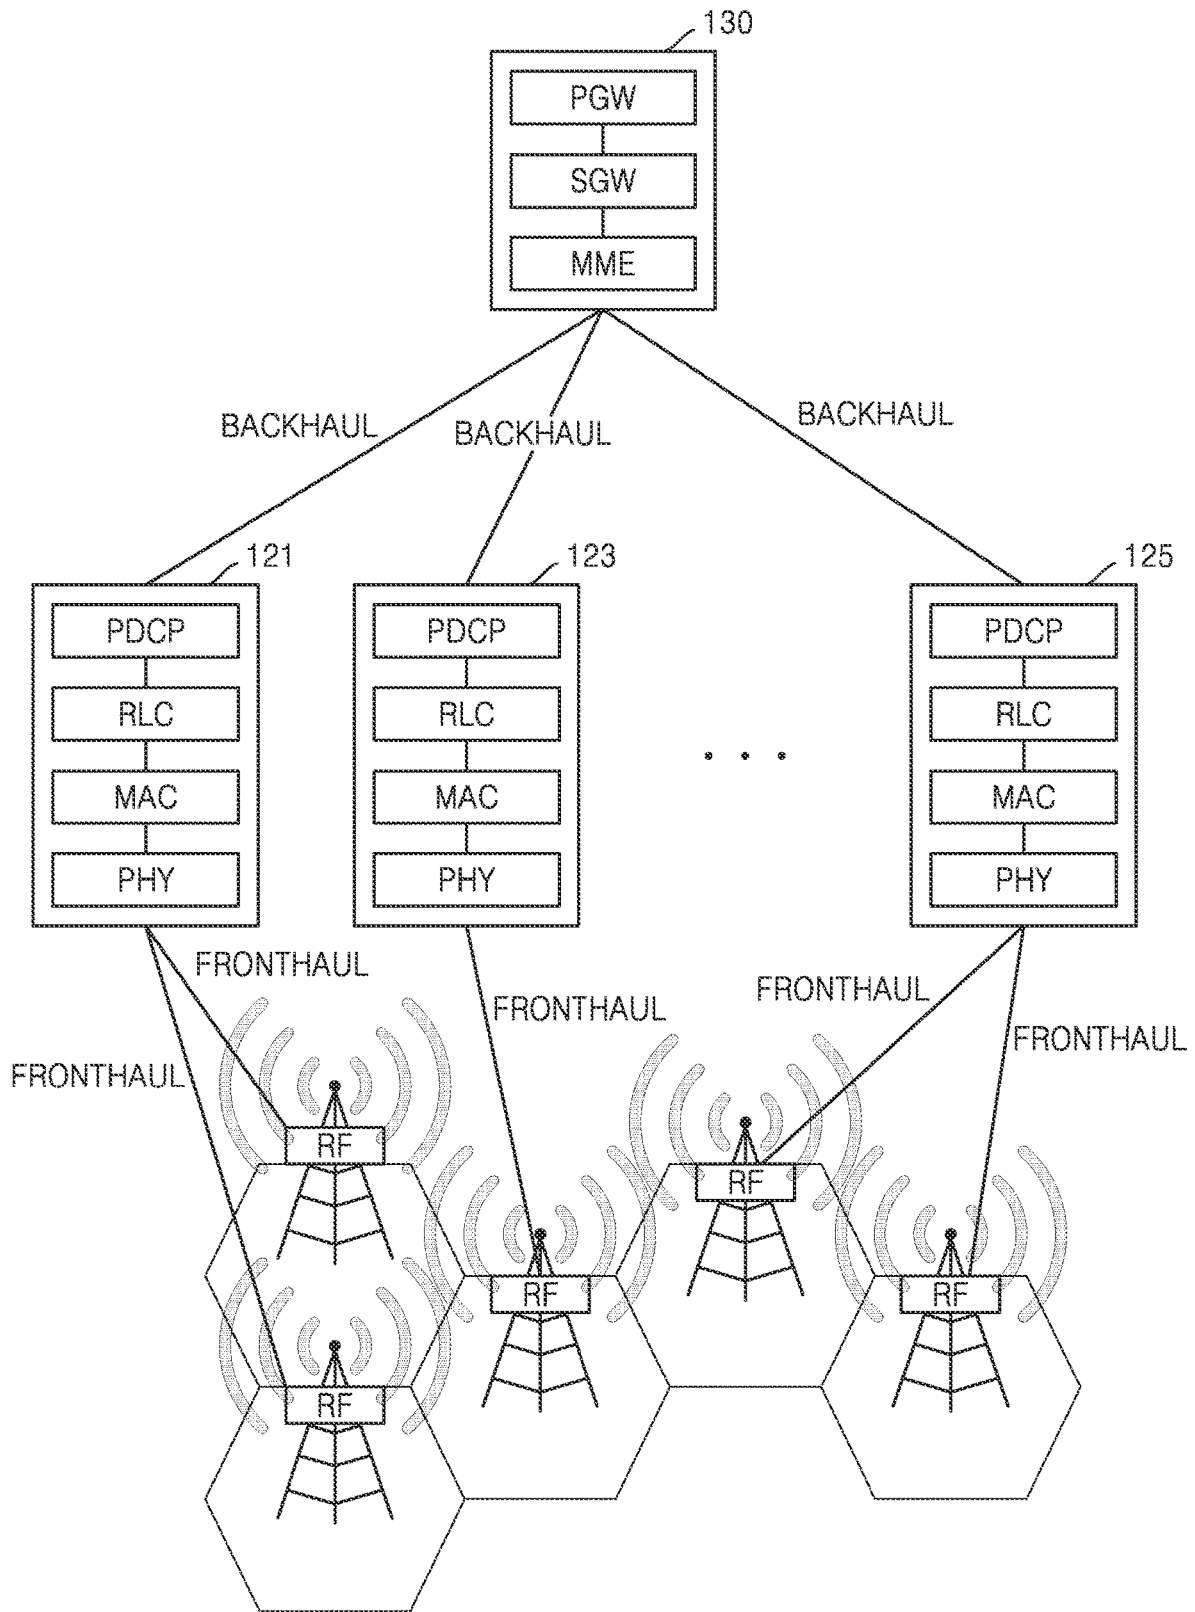 130
PGW
SGW
MME
BACKHAUL
BACKHAUL
BACKHAUL
121
123
125
PDCP
RLC
MAC
PHY
PDCP
RLC
MAC
PHY
PDCP
RLC
MAC
PHY
. . .
FRONTHAUL
FRONTHAUL
FRONTHAUL
FRONTHAUL
FRONTHAUL
RF
RF
RF
RF
RF